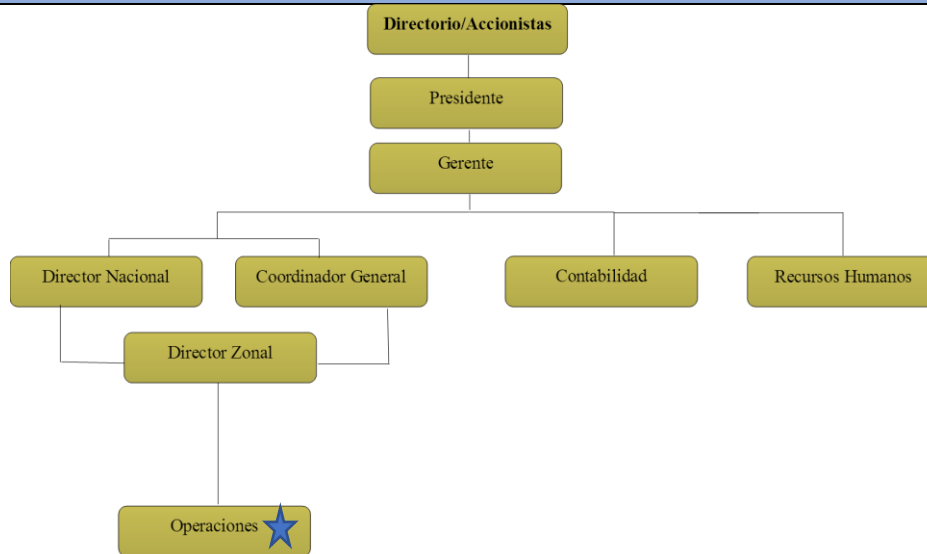 Directorio/Accionistas
Presidente
Gerente
Director Nacional
Coordinador General
Contabilidad
Recursos Humanos
Director Zonal
Operaciones